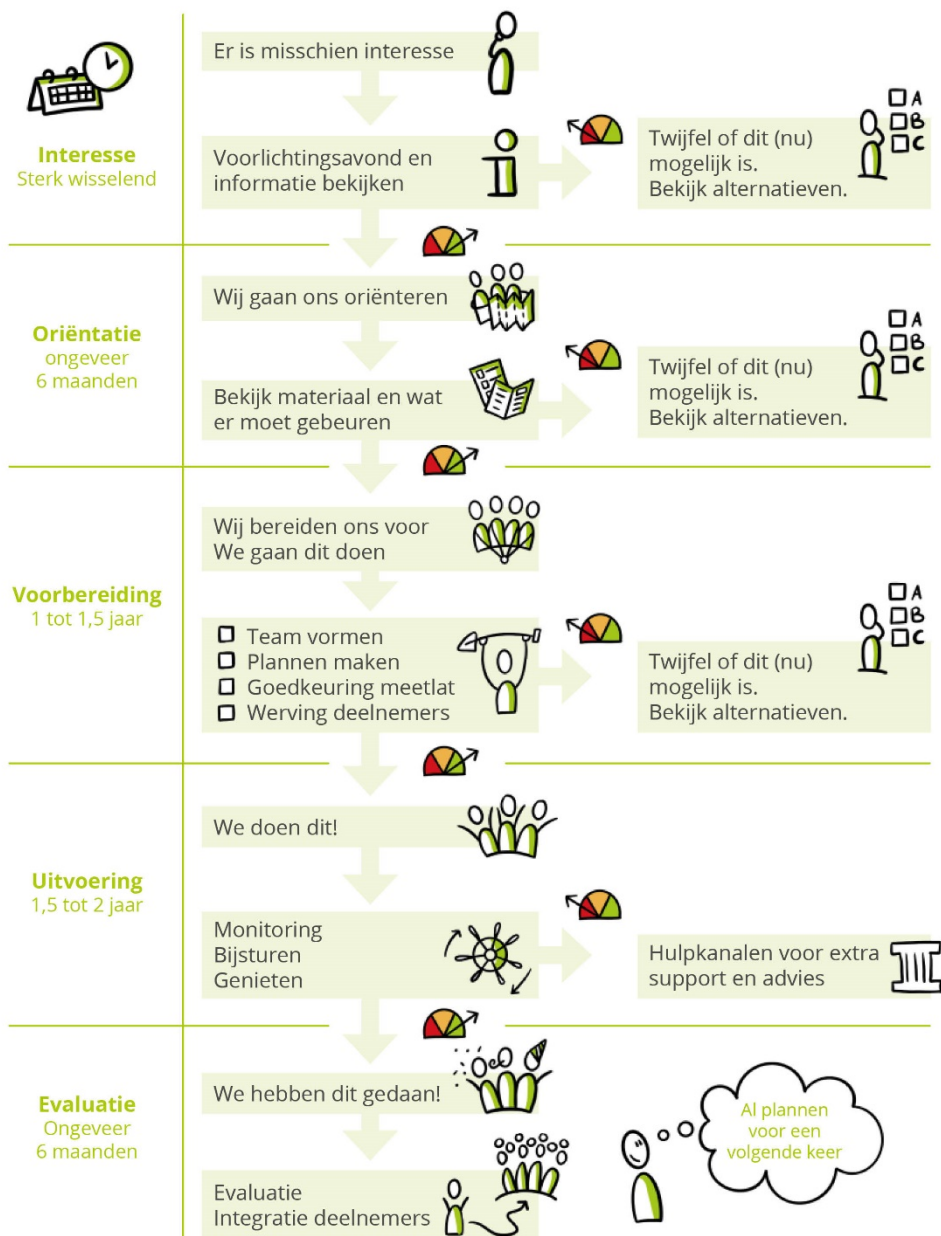 Er is misschien interesse
Interesse
Sterk wisselend
Voorlichtingsavond en
informatie bekijken
Twijfel of dit (nu)
mogelijk is.
Bekijk alternatieven.
A
B
C
Oriëntatie
ongeveer
6 maanden
Wij gaan ons oriënteren
Bekijk materiaal en wat
er moet gebeuren
Twijfel of dit (nu)
mogelijk is.
Bekijk alternatieven.
A
B
C
Voorbereiding
1 tot 1,5 jaar
Wij bereiden ons voor
We gaan dit doen
Team vormen
Plannen maken
Goedkeuring meetlat
Werving deelnemers
Twijfel of dit (nu)
mogelijk is.
Bekijk alternatieven.
A
B
C
Uitvoering
1,5 tot 2 jaar
We doen dit!
Monitoring
Bijsturen
Genieten
Hulpkanalen voor extra
support en advies
Evaluatie
Ongeveer
6 maanden
We hebben dit gedaan!
Evaluatie
Integratie deelnemers
Al plannen
voor een
volgende keer